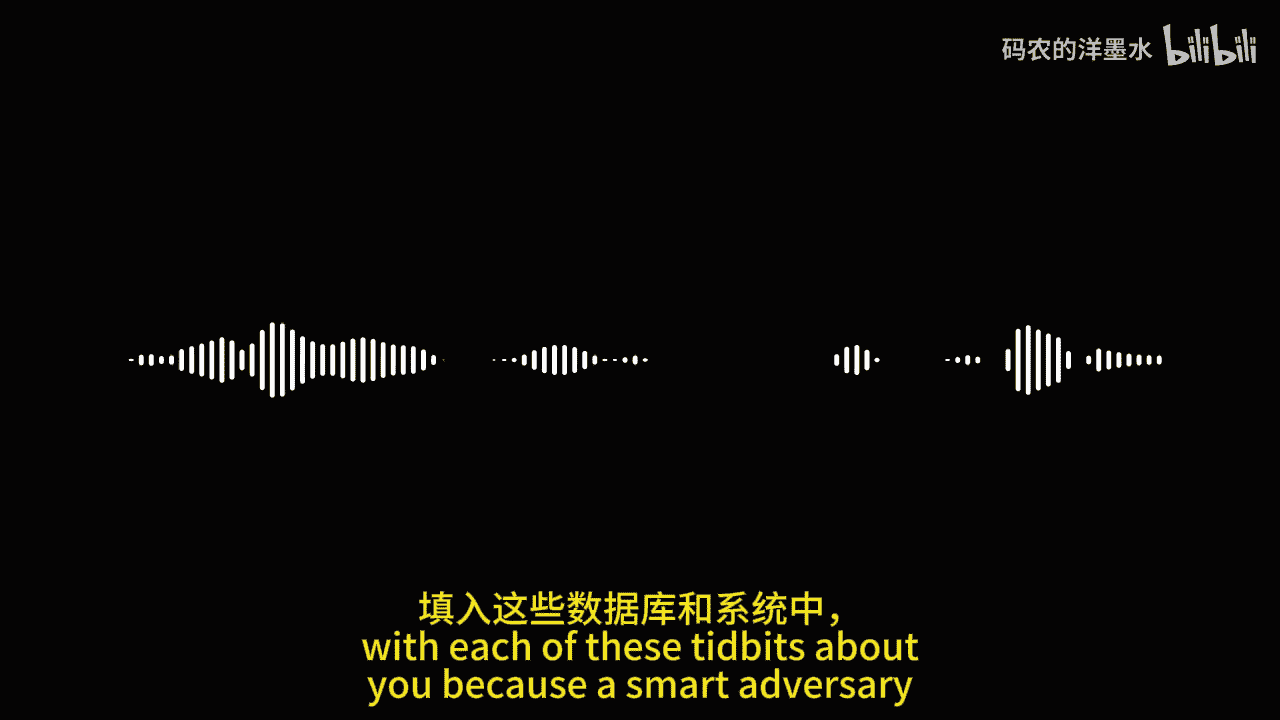 码农的洋墨水 bilibili
填入这些数据库和系统中，
with each of these tidbits about
you because a smart adversary